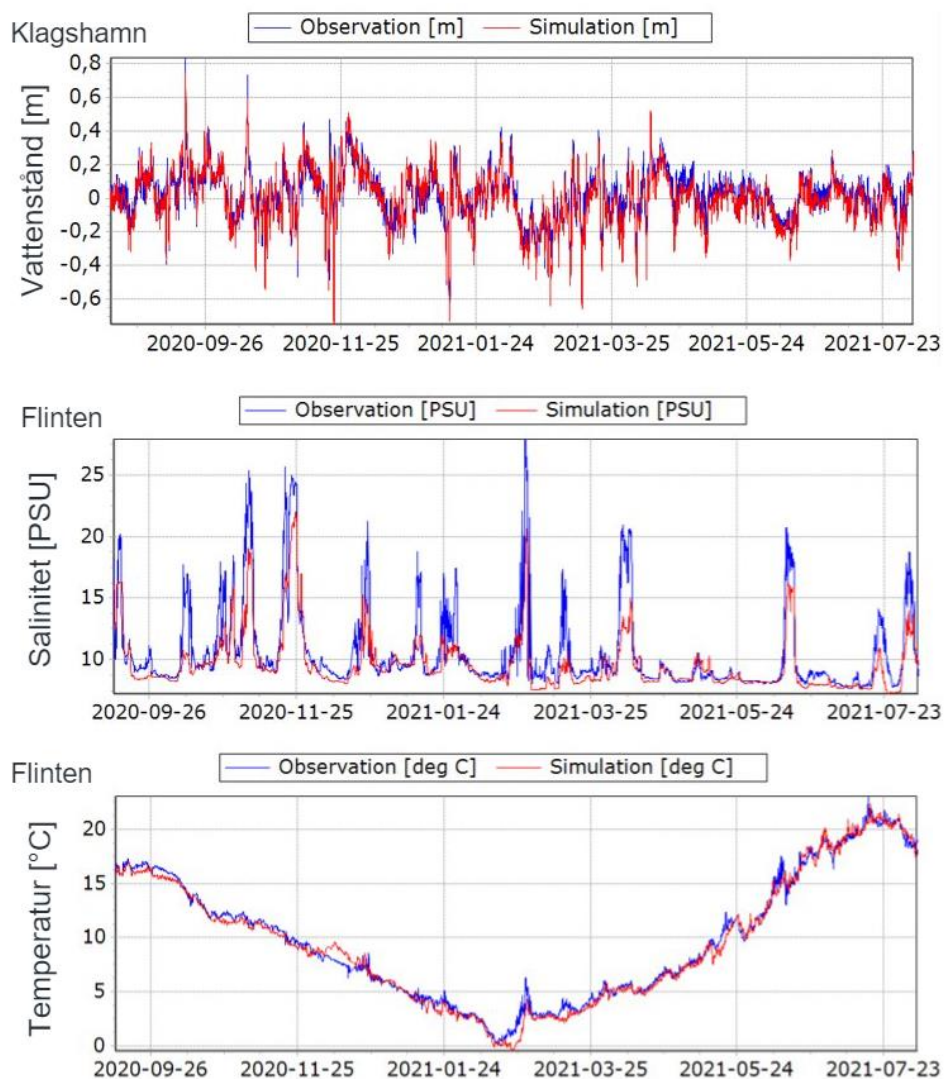 Klagshamn
Observation [m] Simulation [m]
Vattenstånd [m]
0,8
0,6
0,4
0,2
0
-0,2
-0,4
-0,6
2020-09-26 2020-11-25 2021-01-24 2021-03-25 2021-05-24 2021-07-23
Flinten
Observation [PSU] Simulation [PSU]
Salinitet [PSU]
25
20
15
10
2020-09-26 2020-11-25 2021-01-24 2021-03-25 2021-05-24 2021-07-23
Flinten
Observation [deg C] Simulation [deg C]
Temperatur [°C]
20
15
10
5
0
2020-09-26 2020-11-25 2021-01-24 2021-03-25 2021-05-24 2021-07-23